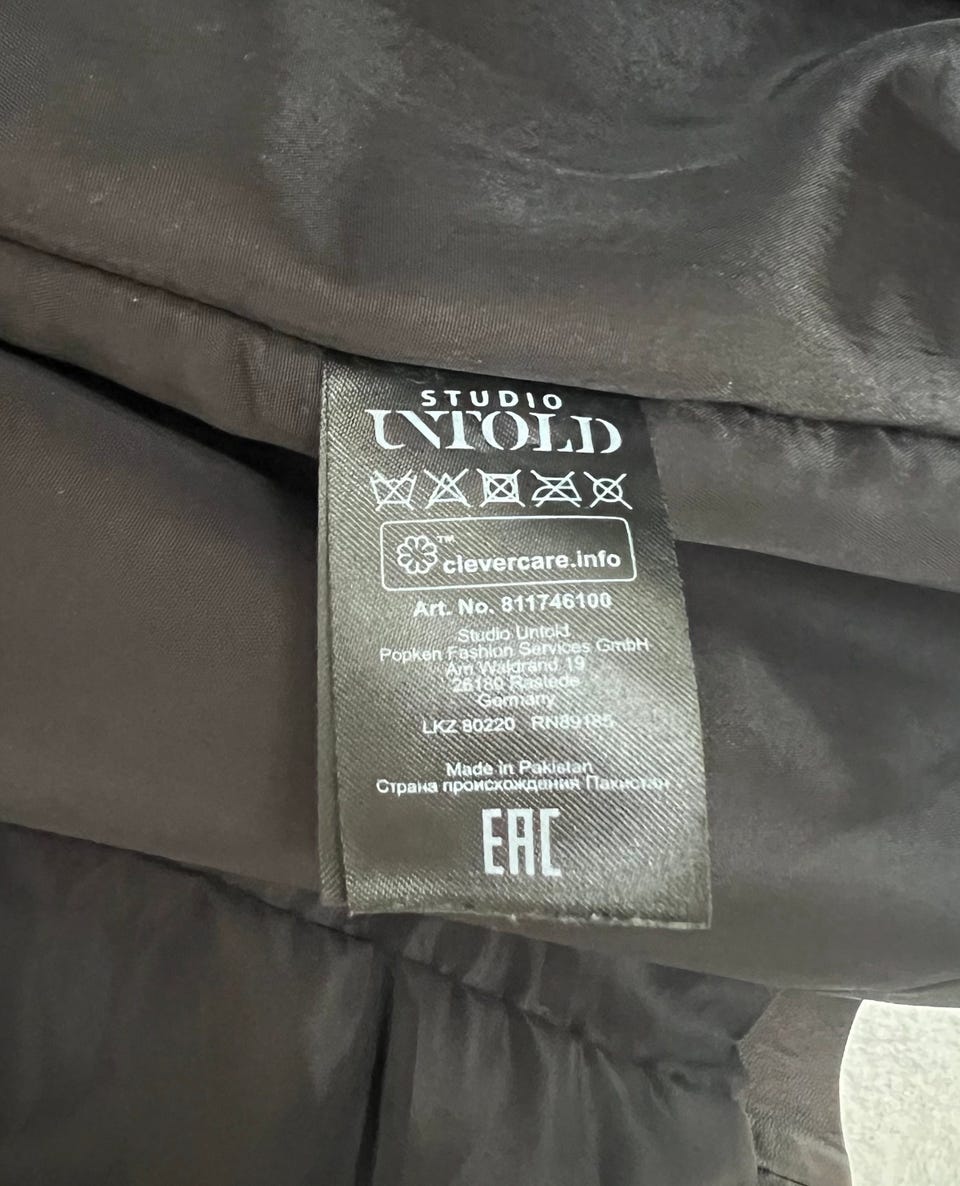 STUDIO
UNTOLD
™
clevercare.info
Art. No. 811746100
Studio Untold
Popken Fashion Services GmbH
Am Waldrand 19
26180 Rastede
Germany
LKZ 80220 RN89185
Made in Pakistan
Страна происхождения Пакистан
EAC